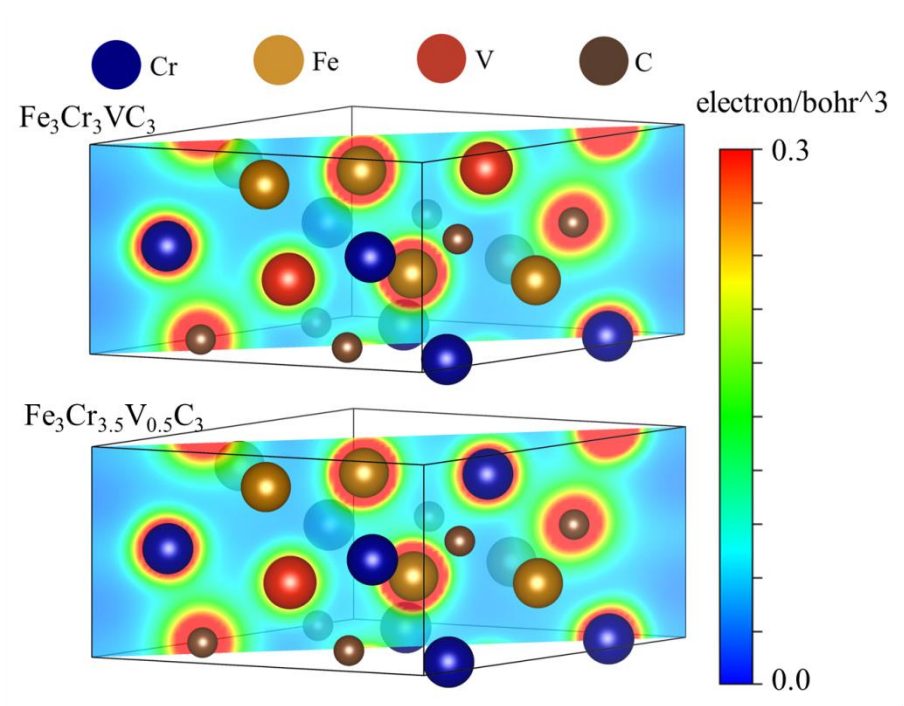 Cr Fe V C
electron/bohr^3
Fe₃Cr₃VC₃
0.3
Fe₃Cr₃.₅V₀.₅C₃
0.0